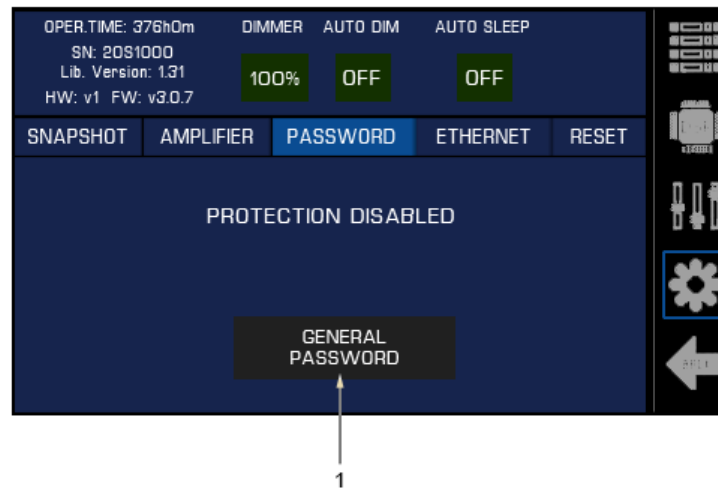 OPER.TIME: 376h0m
SN: 20S1000
Lib. Version: 1.31
HW: v1 FW: v3.0.7
DIMMER AUTO DIM AUTO SLEEP
100% OFF OFF
SNAPSHOT AMPLIFIER PASSWORD ETHERNET RESET
PROTECTION DISABLED
GENERAL
PASSWORD
1